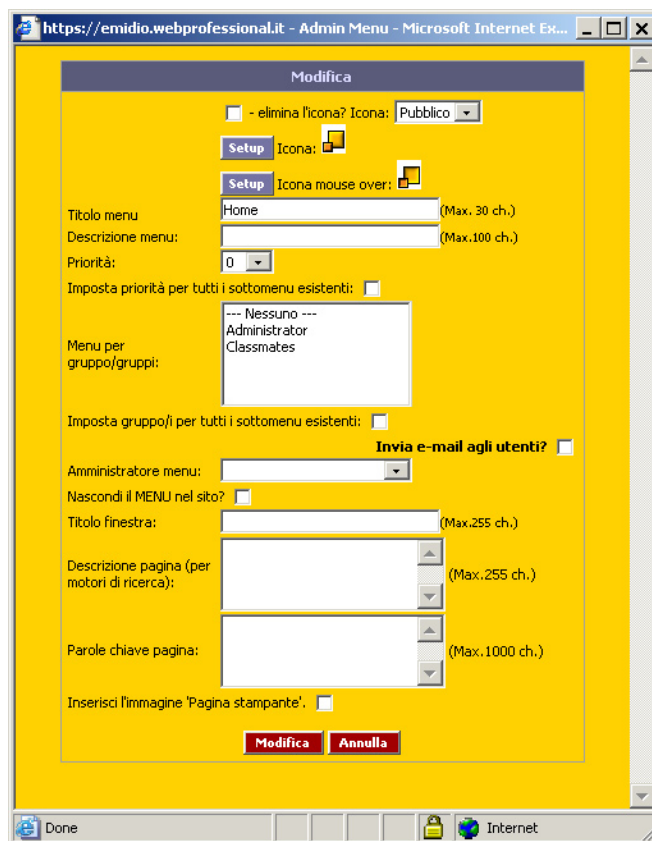 https://emidio.webprofessional.it - Admin Menu - Microsoft Internet Ex...
Modifica
- elimina l'icona? Icona: Pubblico
Setup Icona:
Setup Icona mouse over:
Titolo menu Home (Max. 30 ch.)
Descrizione menu: (Max.100 ch.)
Priorità: 0
Imposta priorità per tutti i sottomenu esistenti:
--- Nessuno ---
Administrator
Classmates
Menu per
gruppo/gruppi:
Imposta gruppo/i per tutti i sottomenu esistenti:
Invia e-mail agli utenti?
Amministratore menu:
Nascondi il MENU nel sito?
Titolo finestra: (Max.255 ch.)
Descrizione pagina (per
motori di ricerca): (Max.255 ch.)
Parole chiave pagina: (Max.1000 ch.)
Inserisci l'immagine 'Pagina stampante'.
Modifica Annulla
Done Internet